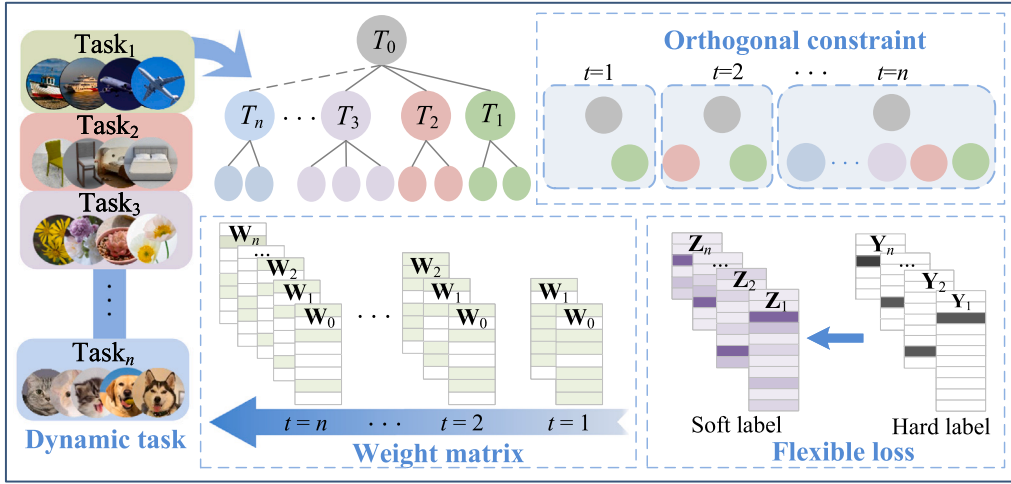 Task1
Task2
Task3
Taskn
Dynamic task
T0
Tn
· · ·
T3
T2
T1
Orthogonal constraint
t=1
t=2
· · ·
t=n
· · ·
Wn
...
W2
W1
W0
· · ·
W2
W1
W0
W1
W0
t = n
· · ·
t = 2
t = 1
Weight matrix
Zn
...
Z2
Z1
Yn
...
Y2
Y1
Soft label
Hard label
Flexible loss